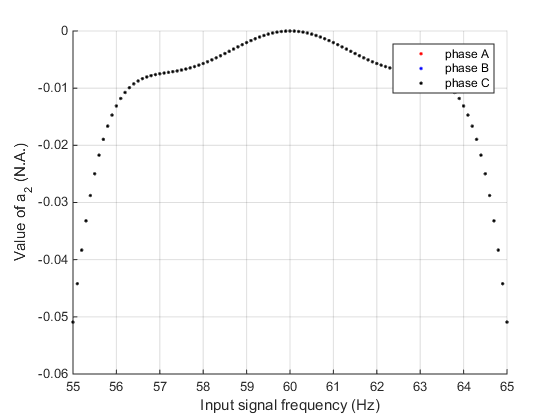 0
-0.01
-0.02
-0.03
-0.04
-0.05
-0.06
55 56 57 58 59 60 61 62 63 64 65
Value of a2 (N.A.)
Input signal frequency (Hz)
phase A
phase B
phase C